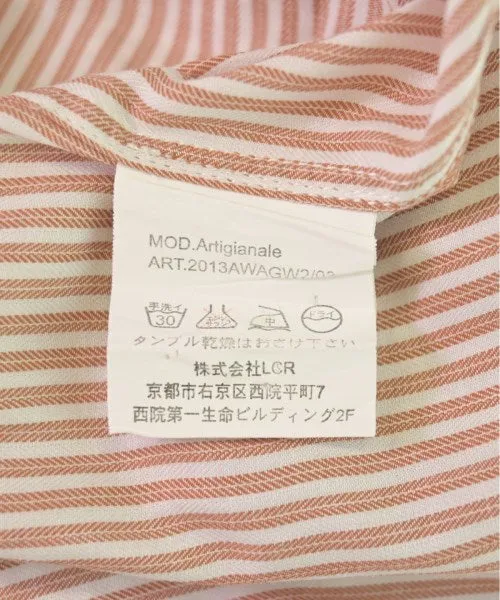 MOD.Artigianale
ART.2013AWAGW2/03
手洗イ 30 中 ドライ
タンブル乾燥はおさけ下さい
株式会社LCR
京都市右京区西院平町7
西院第一生命ビルディング2F